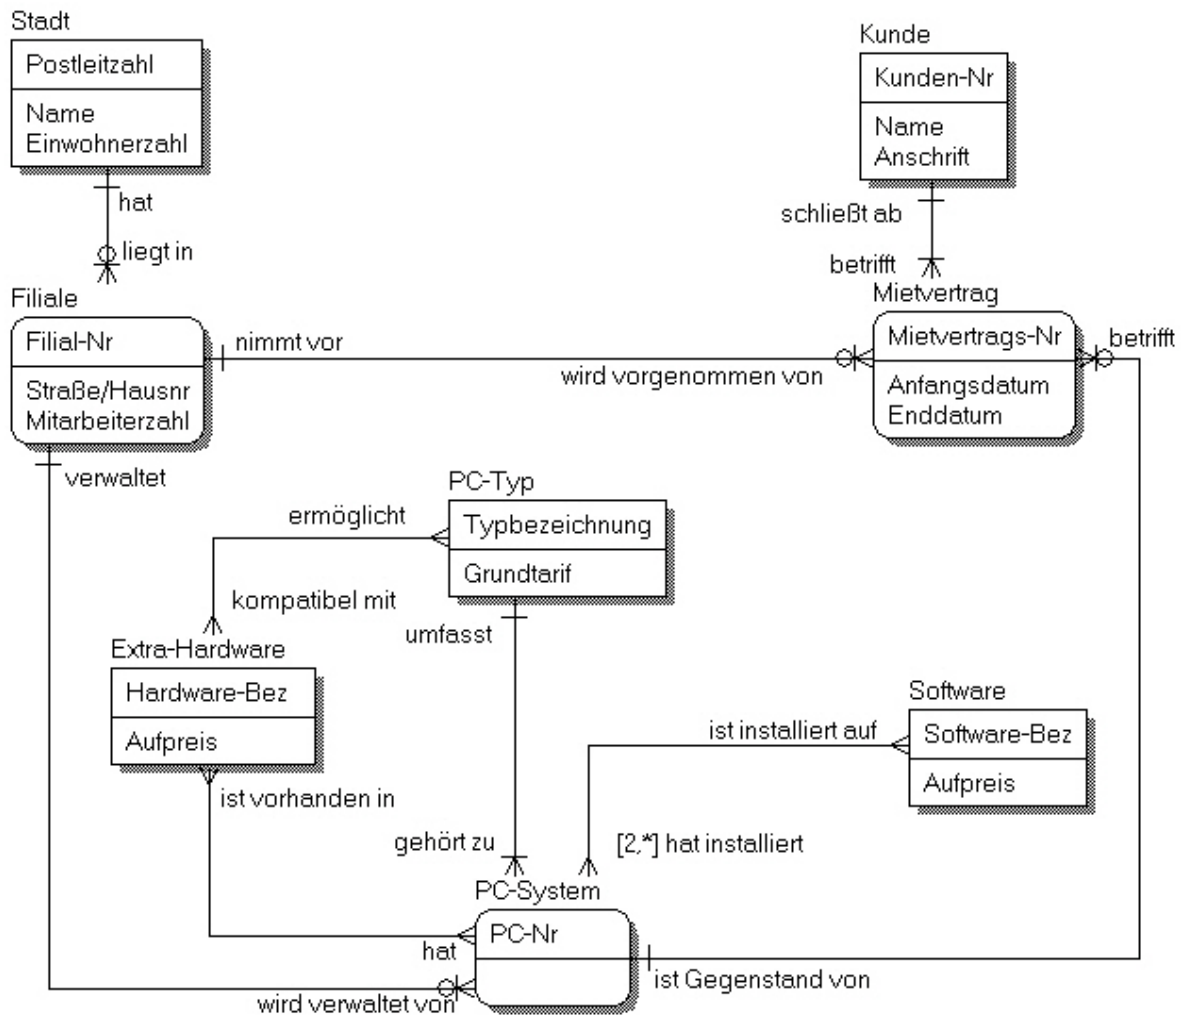 Stadt
Postleitzahl
Name
Einwohnerzahl
hat
liegt in
Kunde
Kunden-Nr
Name
Anschrift
schließt ab
betrifft
Filiale
Filial-Nr
Straße/Hausnr
Mitarbeiterzahl
nimmt vor
wird vorgenommen von
Mietvertrag
Mietvertrags-Nr
Anfangsdatum
Enddatum
betrifft
verwaltet
PC-Typ
Typbezeichnung
Grundtarif
ermöglicht
kompatibel mit
umfasst
Extra-Hardware
Hardware-Bez
Aufpreis
ist vorhanden in
Software
Software-Bez
Aufpreis
ist installiert auf
gehört zu
[2,*] hat installiert
PC-System
PC-Nr
hat
ist Gegenstand von
wird verwaltet von